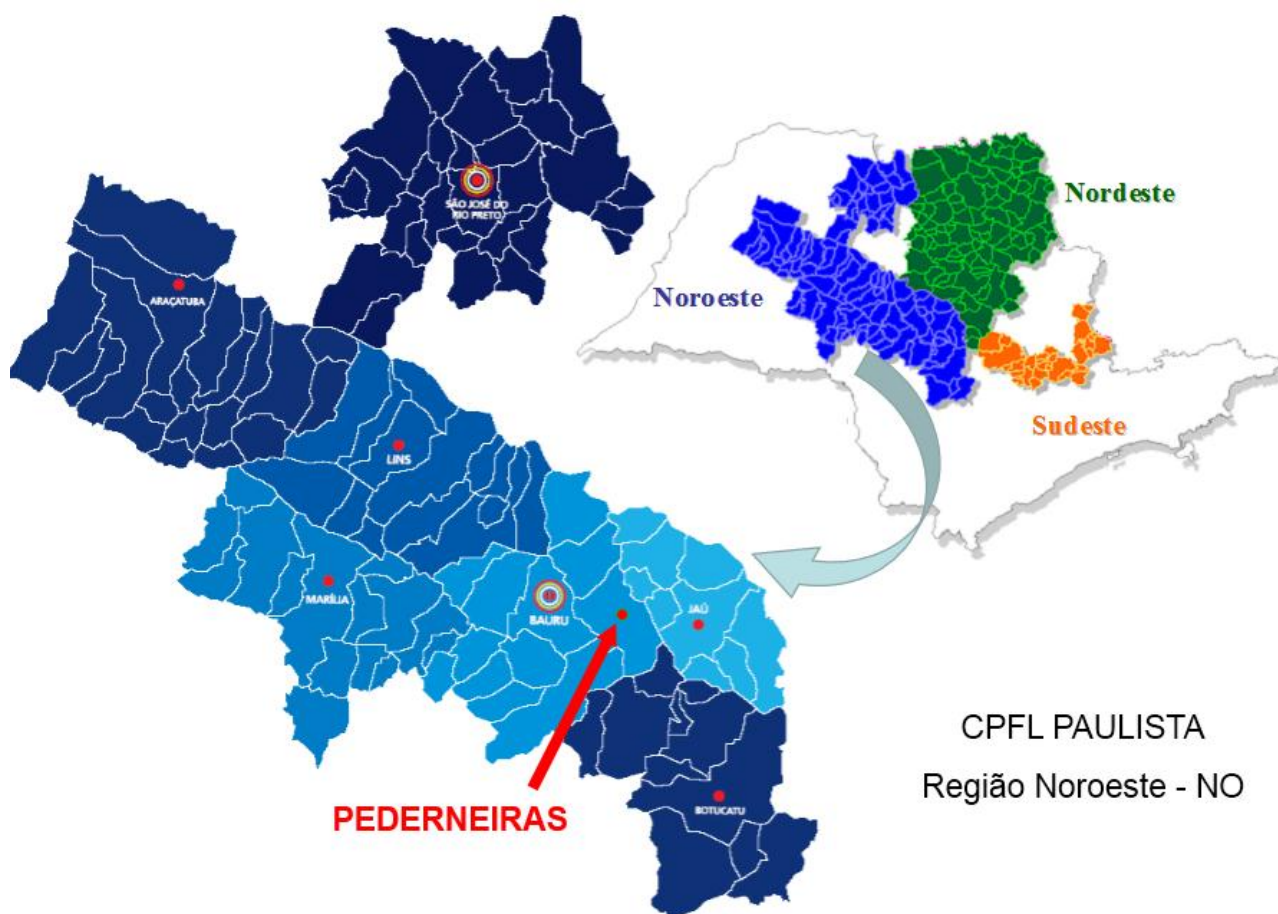 SÃO JOSÉ DO
RIO PRETO
ARAÇATUBA
LINS
MARÍLIA
BAURU
JAÚ
BOTUCATU
PEDERNEIRAS
Nordeste
Noroeste
Sudeste
CPFL PAULISTA
Região Noroeste - NO